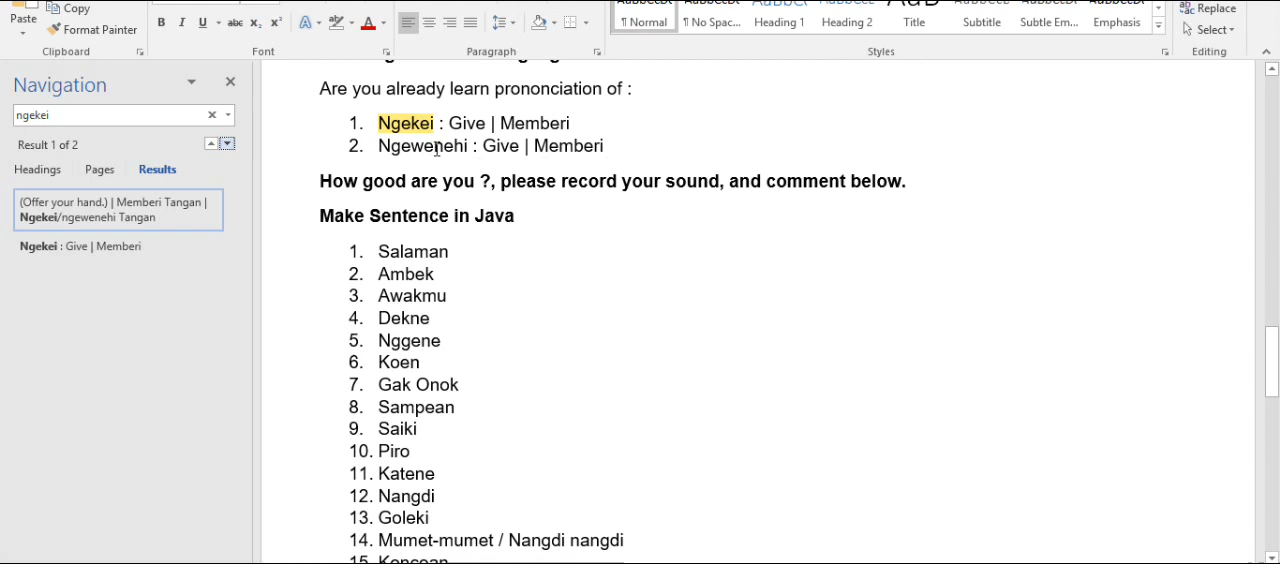 Paste
Copy
Format Painter
Clipboard
B I U abc x₂ x² A A
Font
Paragraph
¶ Normal
¶ No Spac...
Heading 1
Heading 2
Title
Subtitle
Subtle Em...
Emphasis
Styles
Replace
Select
Editing
Navigation
ngekei
Result 1 of 2
Headings Pages Results
(Offer your hand.) | Memberi Tangan |
Ngekei/ngewenehi Tangan
Ngekei : Give | Memberi
Are you already learn prononciation of :
1. Ngekei : Give | Memberi
2. Ngewenehi : Give | Memberi
How good are you ?, please record your sound, and comment below.
Make Sentence in Java
1. Salaman
2. Ambek
3. Awakmu
4. Dekne
5. Nggene
6. Koen
7. Gak Onok
8. Sampean
9. Saiki
10. Piro
11. Katene
12. Nangdi
13. Goleki
14. Mumet-mumet / Nangdi nangdi